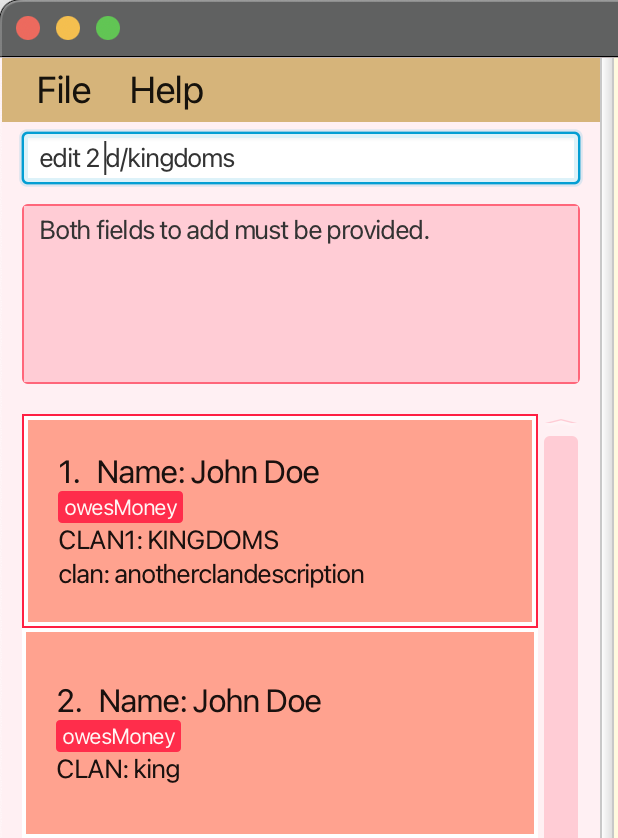 File Help
edit 2 d/kingdoms
Both fields to add must be provided.
1. Name: John Doe
owesMoney
CLAN1: KINGDOMS
clan: anotherclandescription
2. Name: John Doe
owesMoney
CLAN: king